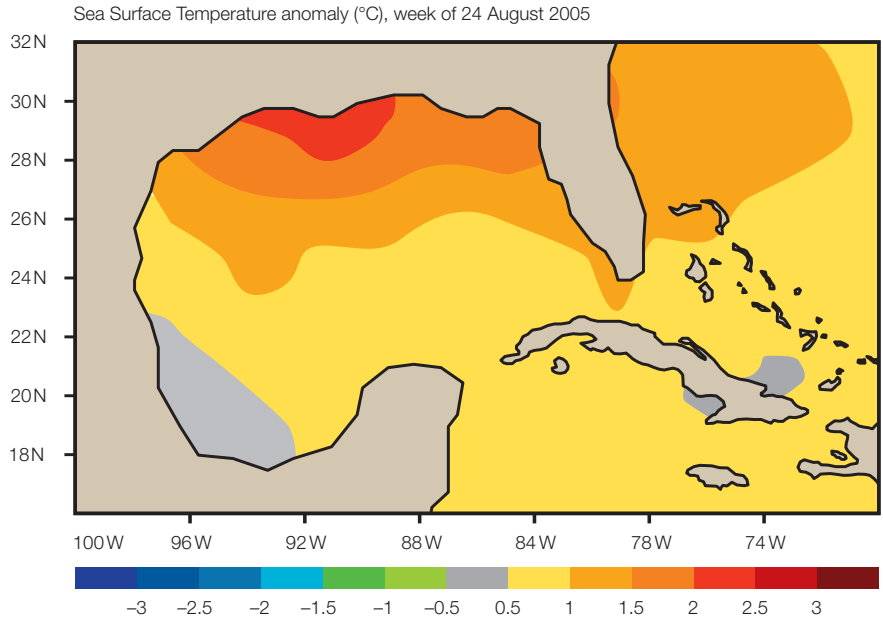 Sea Surface Temperature anomaly (°C), week of 24 August 2005
32N
30N
28N
26N
24N
22N
20N
18N
100W 96W 92W 88W 84W 78W 74W
–3 –2.5 –2 –1.5 –1 –0.5 0.5 1 1.5 2 2.5 3